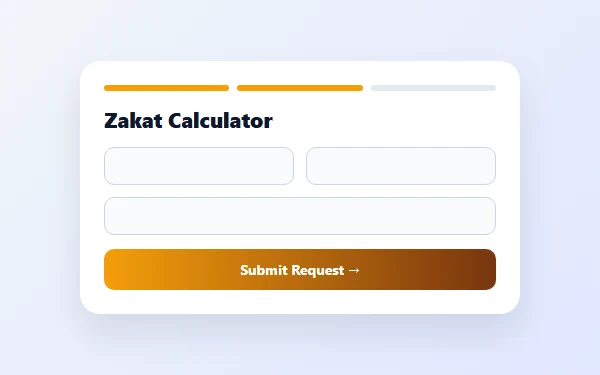 Zakat Calculator
Submit Request →